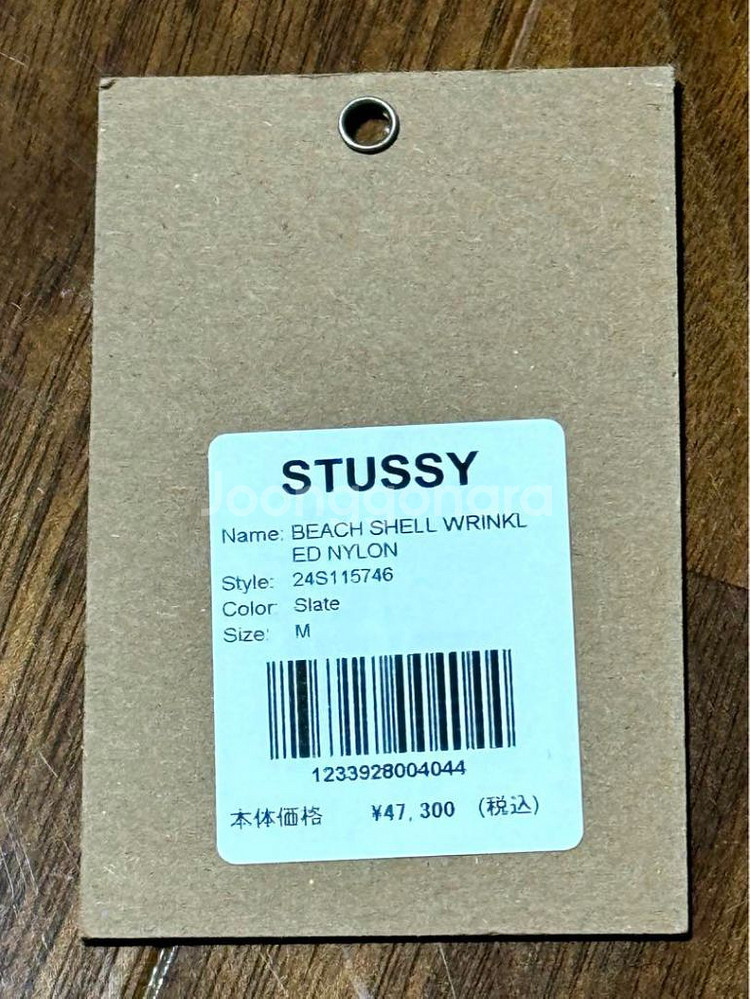 STUSSY
Joonggonara
Name: BEACH SHELL WRINKL
ED NYLON
Style: 24S115746
Color: Slate
Size: M
1233928004044
本体価格 ¥47,300 (税込)